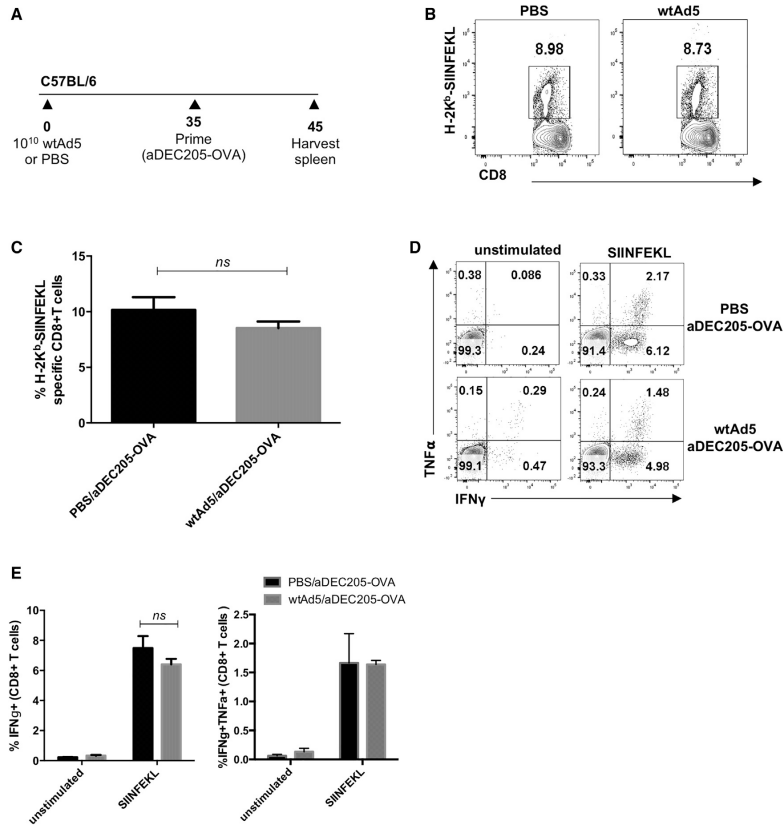 A
C57BL/6
0
35
45
10¹⁰ wtAd5
or PBS
Prime
(aDEC205-OVA)
Harvest
spleen
B
PBS
wtAd5
H-2Kᵇ-SIINFEKL
8.98
8.73
CD8
C
ns
15
10
5
0
% H-2Kᵇ-SIINFEKL
specific CD8+T cells
PBS/aDEC205-OVA
wtAd5/aDEC205-OVA
D
unstimulated
SIINFEKL
0.38
0.086
0.33
2.17
99.3
0.24
91.4
6.12
PBS
aDEC205-OVA
0.15
0.29
0.24
1.48
99.1
0.47
93.3
4.98
wtAd5
aDEC205-OVA
TNFα
IFNγ
E
PBS/aDEC205-OVA
wtAd5/aDEC205-OVA
% IFNg+ (CD8+ T cells)
10
8
6
4
2
0
ns
unstimulated
SIINFEKL
%IFNg+TNFa+ (CD8+ T cells )
2.5
2.0
1.5
1.0
0.5
0.0
unstimulated
SIINFEKL